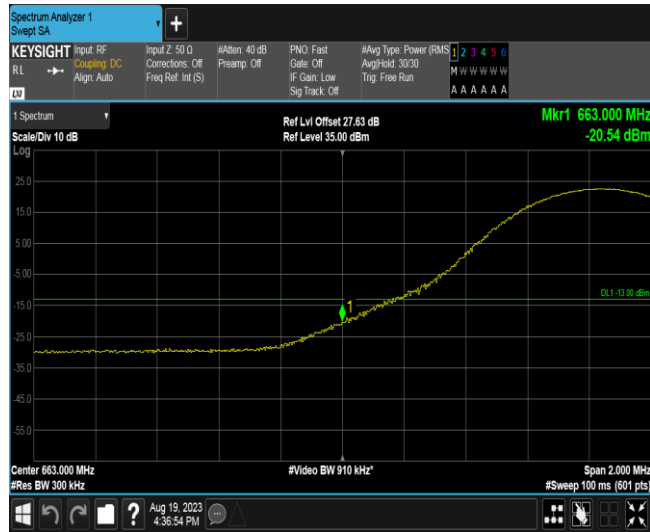 Spectrum Analyzer 1
Swept SA
+
KEYSIGHT Input: RF Input Z: 50 Ω #Atten: 40 dB PNO: Fast #Avg Type: Power (RMS 1 2 3 4 5 6
RL Coupling: DC Corrections: Off Preamp: Off Gate: Off Avg|Hold: 30/30 M W W W W W
Align: Auto Freq Ref: Int (S) IF Gain: Low Trig: Free Run
LXI Sig Track: Off A A A A A A
1 Spectrum Ref Lvl Offset 27.63 dB Mkr1 663.000 MHz
Scale/Div 10 dB Ref Level 35.00 dBm -20.54 dBm
Log
25.0
15.0
5.00
-5.00
DL1 -13.00 dBm
-15.0
1
-25.0
-35.0
-45.0
-55.0
Center 663.000 MHz #Video BW 910 kHz* Span 2.000 MHz
#Res BW 300 kHz #Sweep 100 ms (601 pts)
? Aug 19, 2023
4:36:54 PM